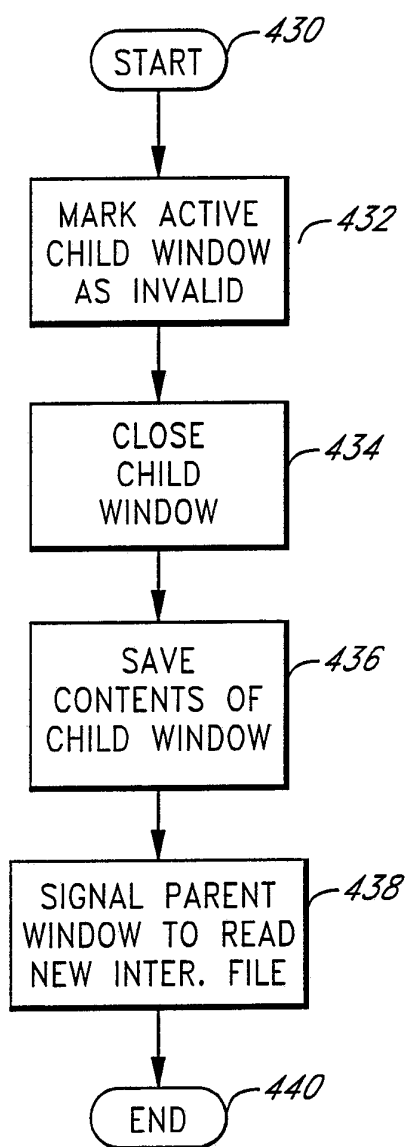 START
430
MARK ACTIVE
CHILD WINDOW
AS INVALID
432
CLOSE
CHILD
WINDOW
434
SAVE
CONTENTS OF
CHILD WINDOW
436
SIGNAL PARENT
WINDOW TO READ
NEW INTER. FILE
438
END
440